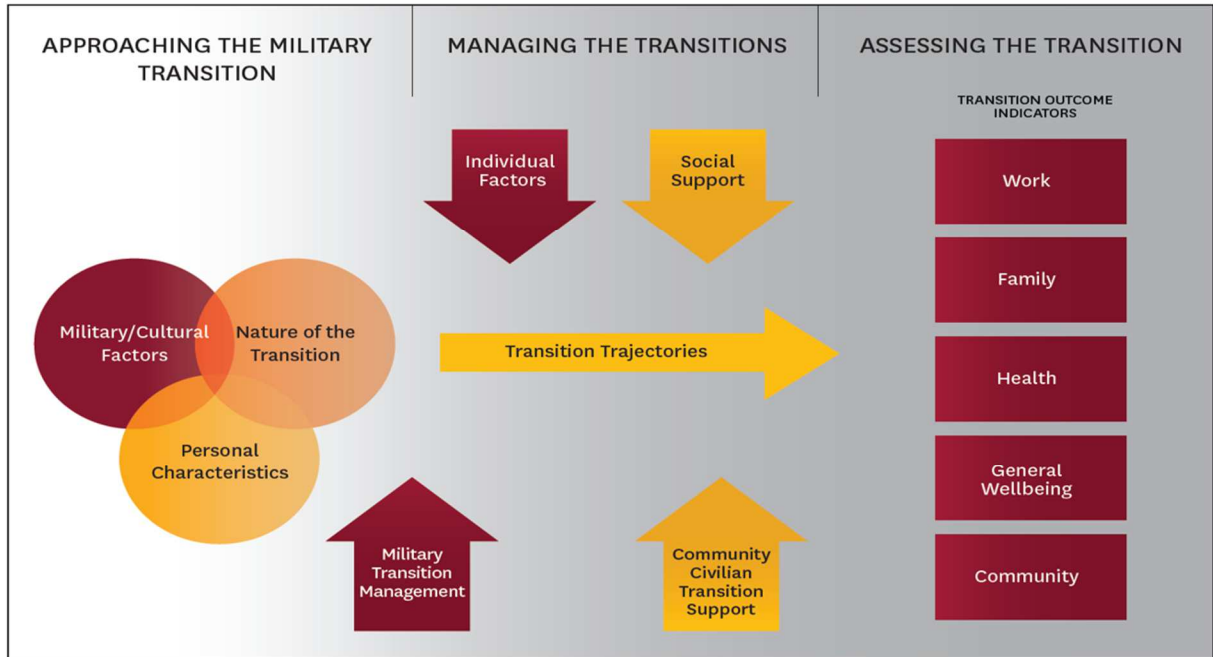 APPROACHING THE MILITARY
TRANSITION
MANAGING THE TRANSITIONS
ASSESSING THE TRANSITION
TRANSITION OUTCOME
INDICATORS
Individual
Factors
Social
Support
Work
Family
Military/Cultural
Factors
Nature of the
Transition
Transition Trajectories
Health
Personal
Characteristics
General
Wellbeing
Military
Transition
Management
Community
Civilian
Transition
Support
Community